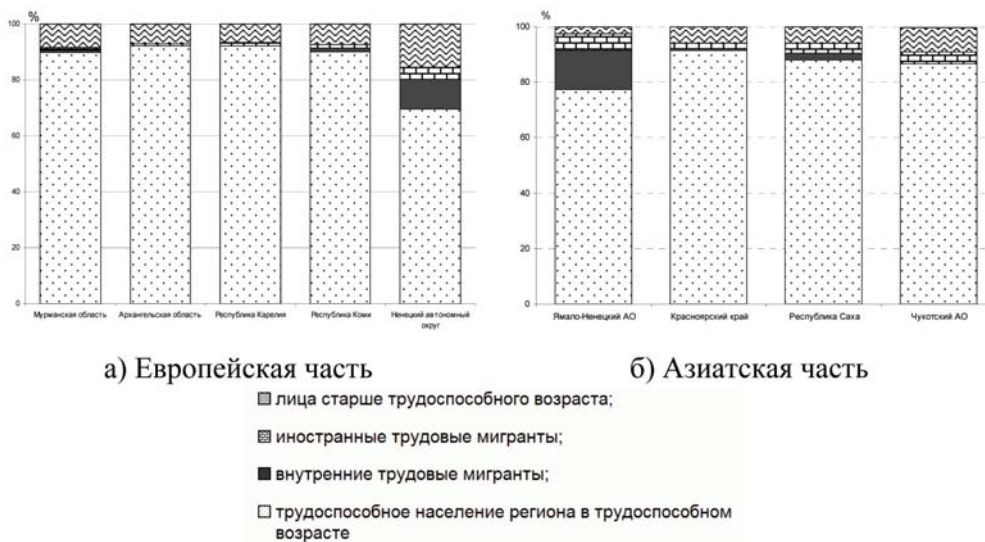 %
100
80
60
40
20
0
Мурманская область Архангельская область Республика Карелия Республика Коми Ненецкий автономный
округ
%
100
80
60
40
20
0
Ямало-Ненецкий АО Красноярский край Республика Саха Чукотский АО
а) Европейская часть б) Азиатская часть
лица старше трудоспособного возраста;
иностранные трудовые мигранты;
внутренние трудовые мигранты;
трудоспособное население региона в трудоспособном
возрасте